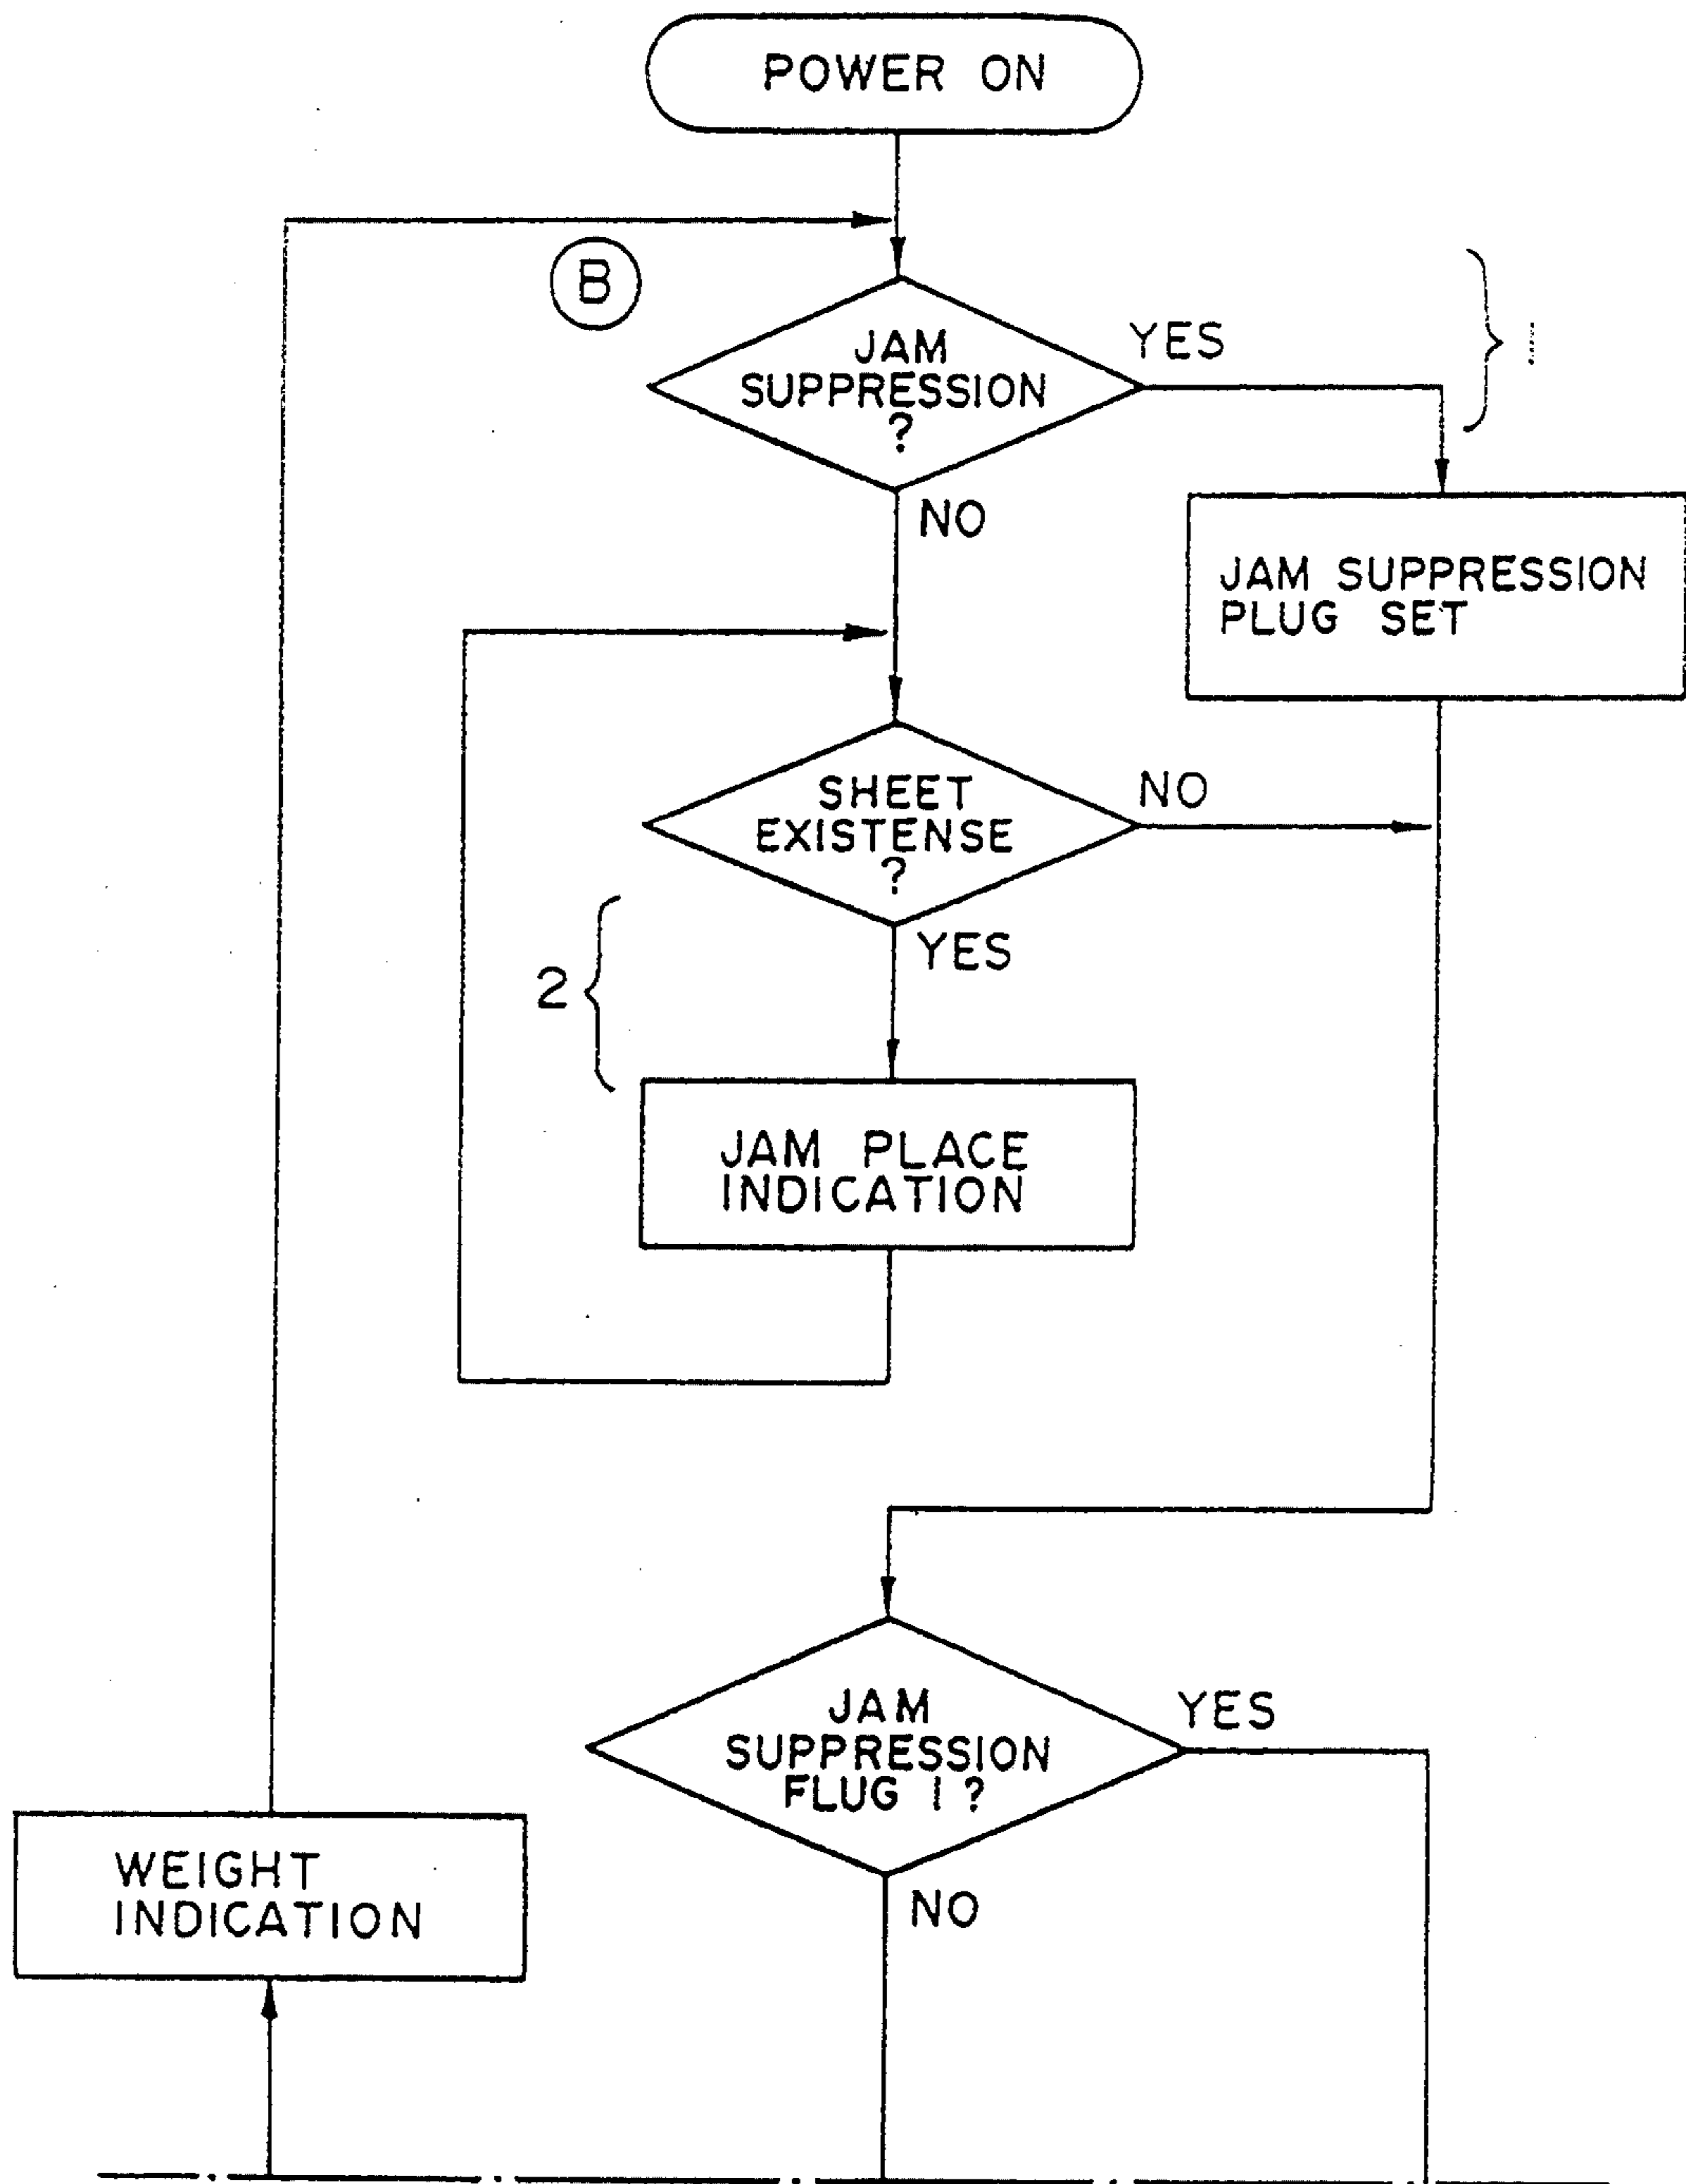 POWER ON
B
JAM
SUPPRESSION
?
YES
NO
JAM SUPPRESSION
PLUG SET
SHEET
EXISTENSE
?
NO
YES
2
JAM PLACE
INDICATION
JAM
SUPPRESSION
FLUG 1 ?
YES
NO
WEIGHT
INDICATION